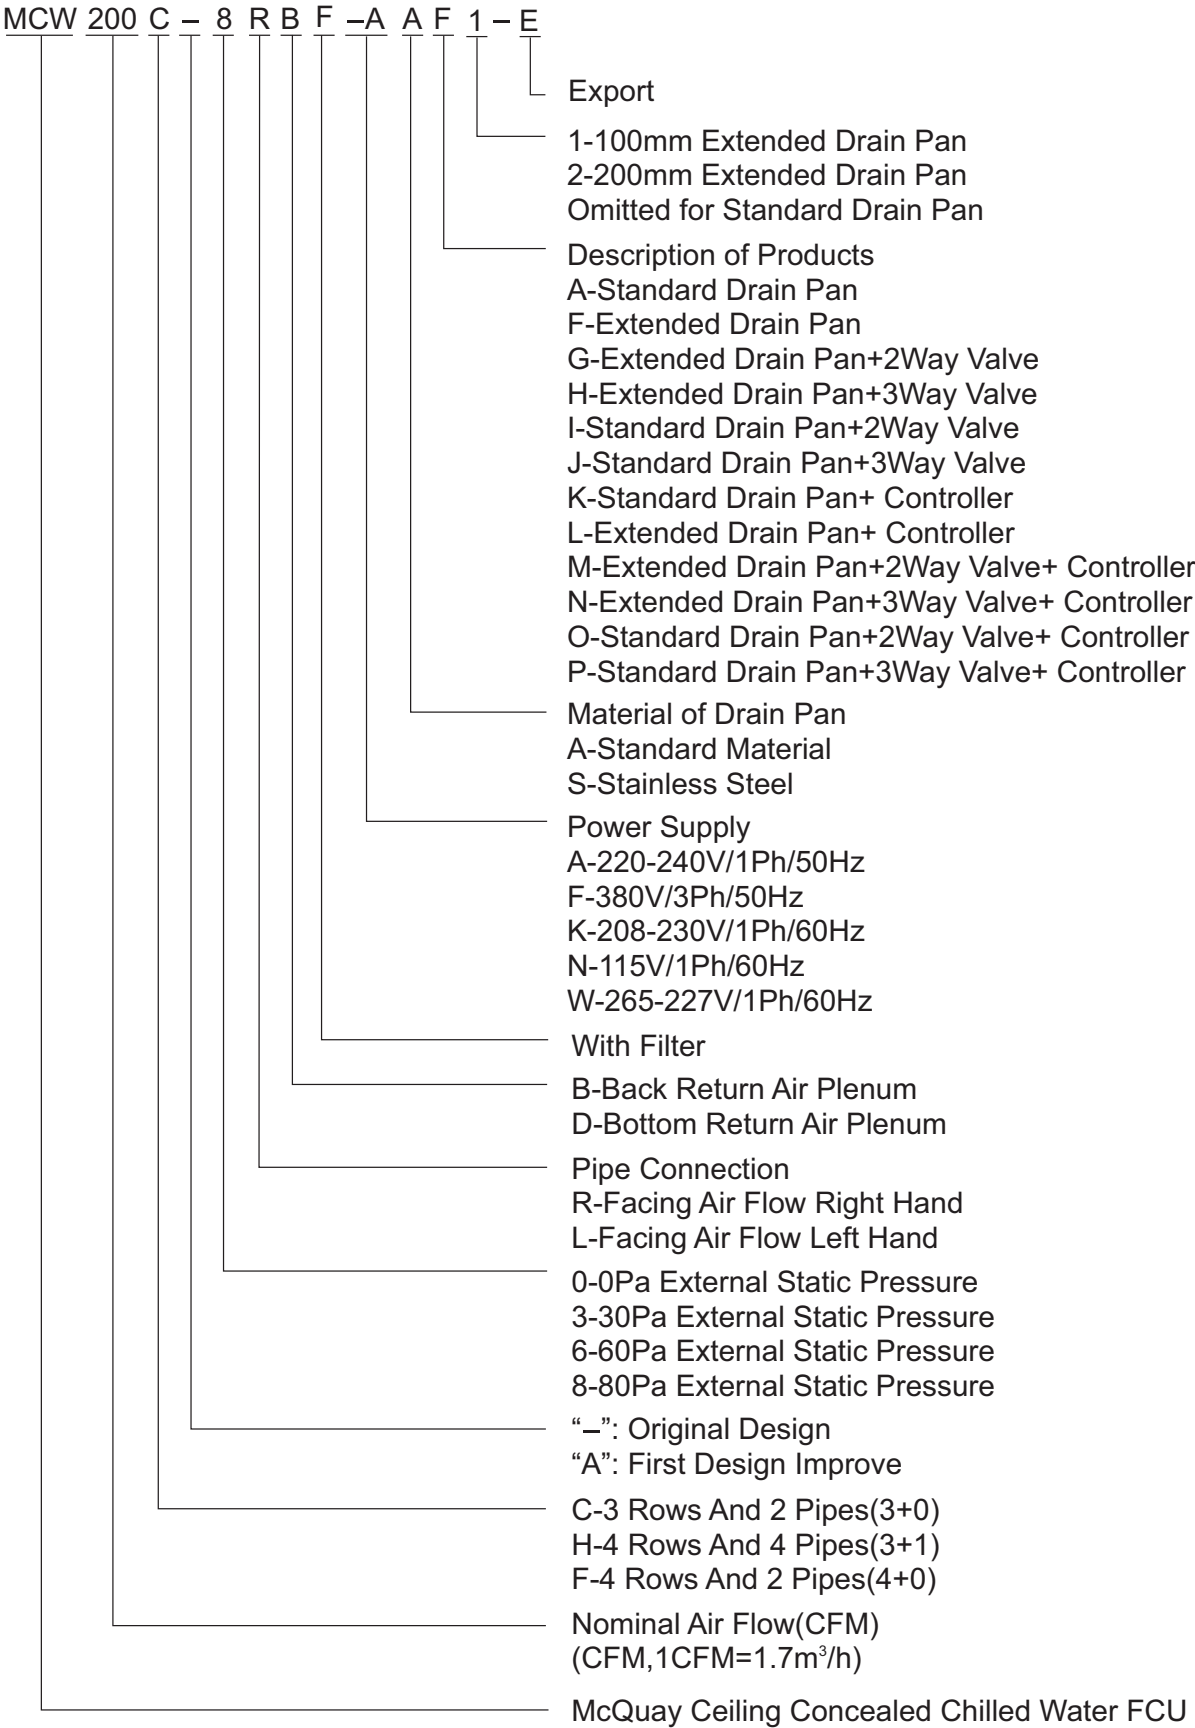 MCW 200 C – 8 R B F –A A F 1 – E
Export
1-100mm Extended Drain Pan
2-200mm Extended Drain Pan
Omitted for Standard Drain Pan
Description of Products
A-Standard Drain Pan
F-Extended Drain Pan
G-Extended Drain Pan+2Way Valve
H-Extended Drain Pan+3Way Valve
I-Standard Drain Pan+2Way Valve
J-Standard Drain Pan+3Way Valve
K-Standard Drain Pan+ Controller
L-Extended Drain Pan+ Controller
M-Extended Drain Pan+2Way Valve+ Controller
N-Extended Drain Pan+3Way Valve+ Controller
O-Standard Drain Pan+2Way Valve+ Controller
P-Standard Drain Pan+3Way Valve+ Controller
Material of Drain Pan
A-Standard Material
S-Stainless Steel
Power Supply
A-220-240V/1Ph/50Hz
F-380V/3Ph/50Hz
K-208-230V/1Ph/60Hz
N-115V/1Ph/60Hz
W-265-227V/1Ph/60Hz
With Filter
B-Back Return Air Plenum
D-Bottom Return Air Plenum
Pipe Connection
R-Facing Air Flow Right Hand
L-Facing Air Flow Left Hand
0-0Pa External Static Pressure
3-30Pa External Static Pressure
6-60Pa External Static Pressure
8-80Pa External Static Pressure
“–”: Original Design
“A”: First Design Improve
C-3 Rows And 2 Pipes(3+0)
H-4 Rows And 4 Pipes(3+1)
F-4 Rows And 2 Pipes(4+0)
Nominal Air Flow(CFM)
(CFM,1CFM=1.7m³/h)
McQuay Ceiling Concealed Chilled Water FCU